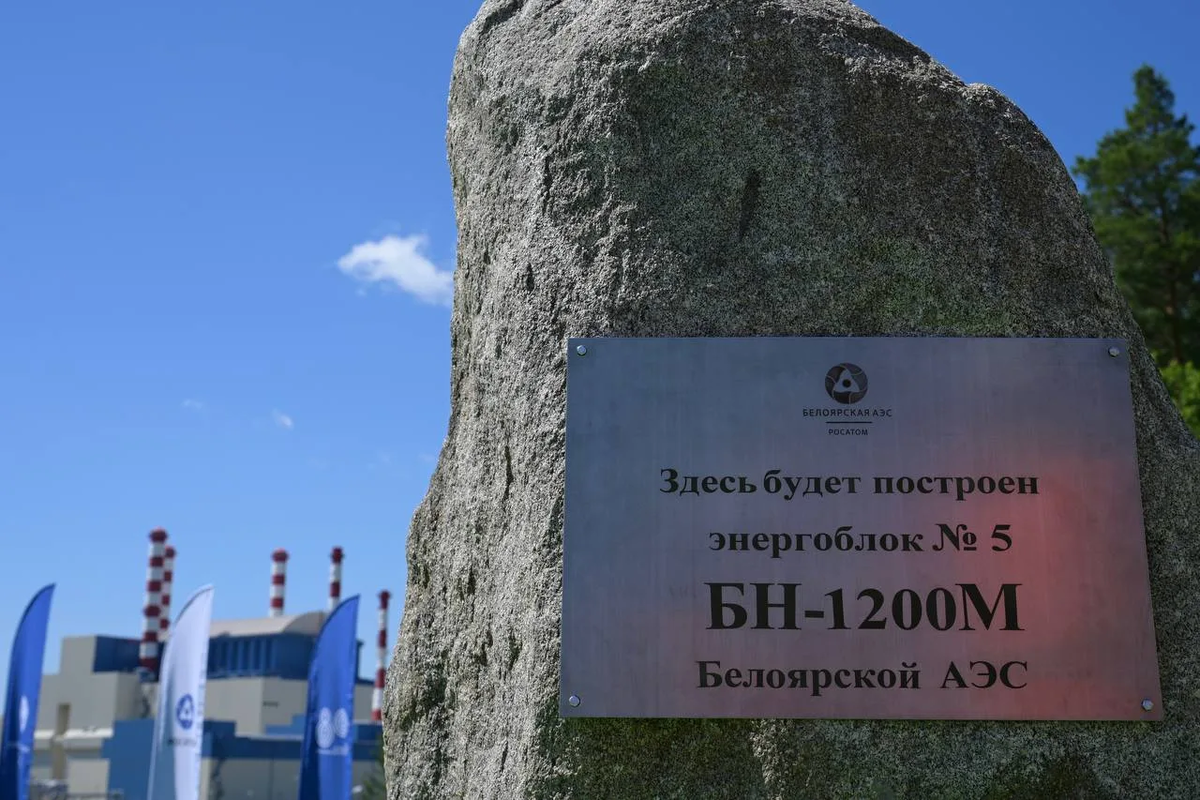 БЕЛОЯРСКАЯ АЭС
РОСАТОМ
Здесь будет построен
энергоблок № 5
БН-1200М
Белоярской АЭС